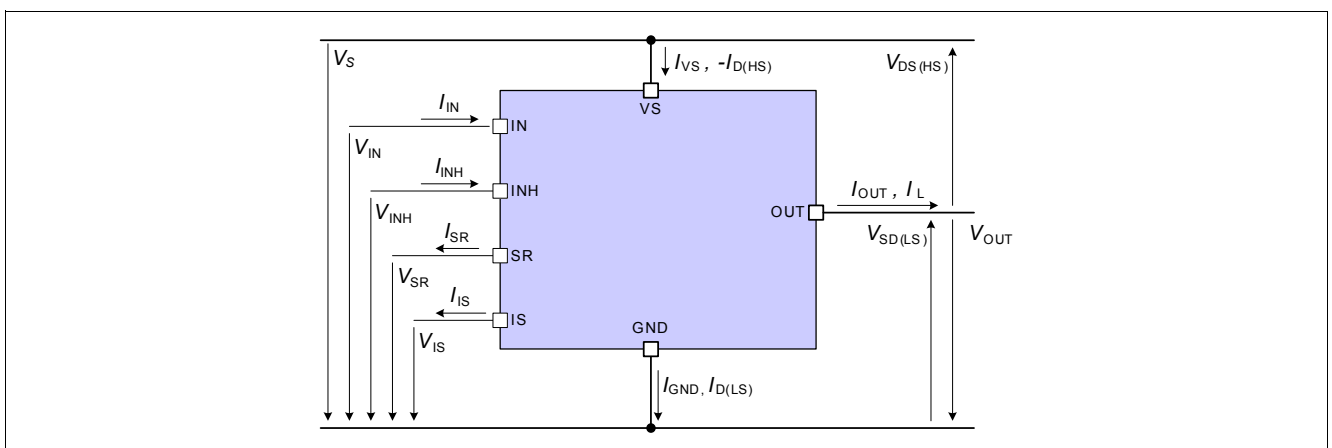 V_S
I_VS , -I_D(HS)
V_DS(HS)
VS
I_IN
IN
V_IN
I_INH
INH
V_INH
I_OUT , I_L
OUT
V_SD(LS)
V_OUT
I_SR
SR
V_SR
I_IS
IS
V_IS
GND
I_GND, I_D(LS)